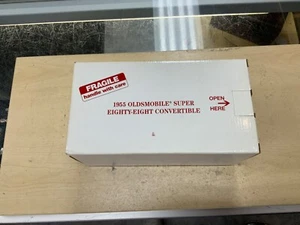 FRAGILE
handle with care
1955 OLDSMOBILE® SUPER
EIGHTY-EIGHT CONVERTIBLE
OPEN
HERE